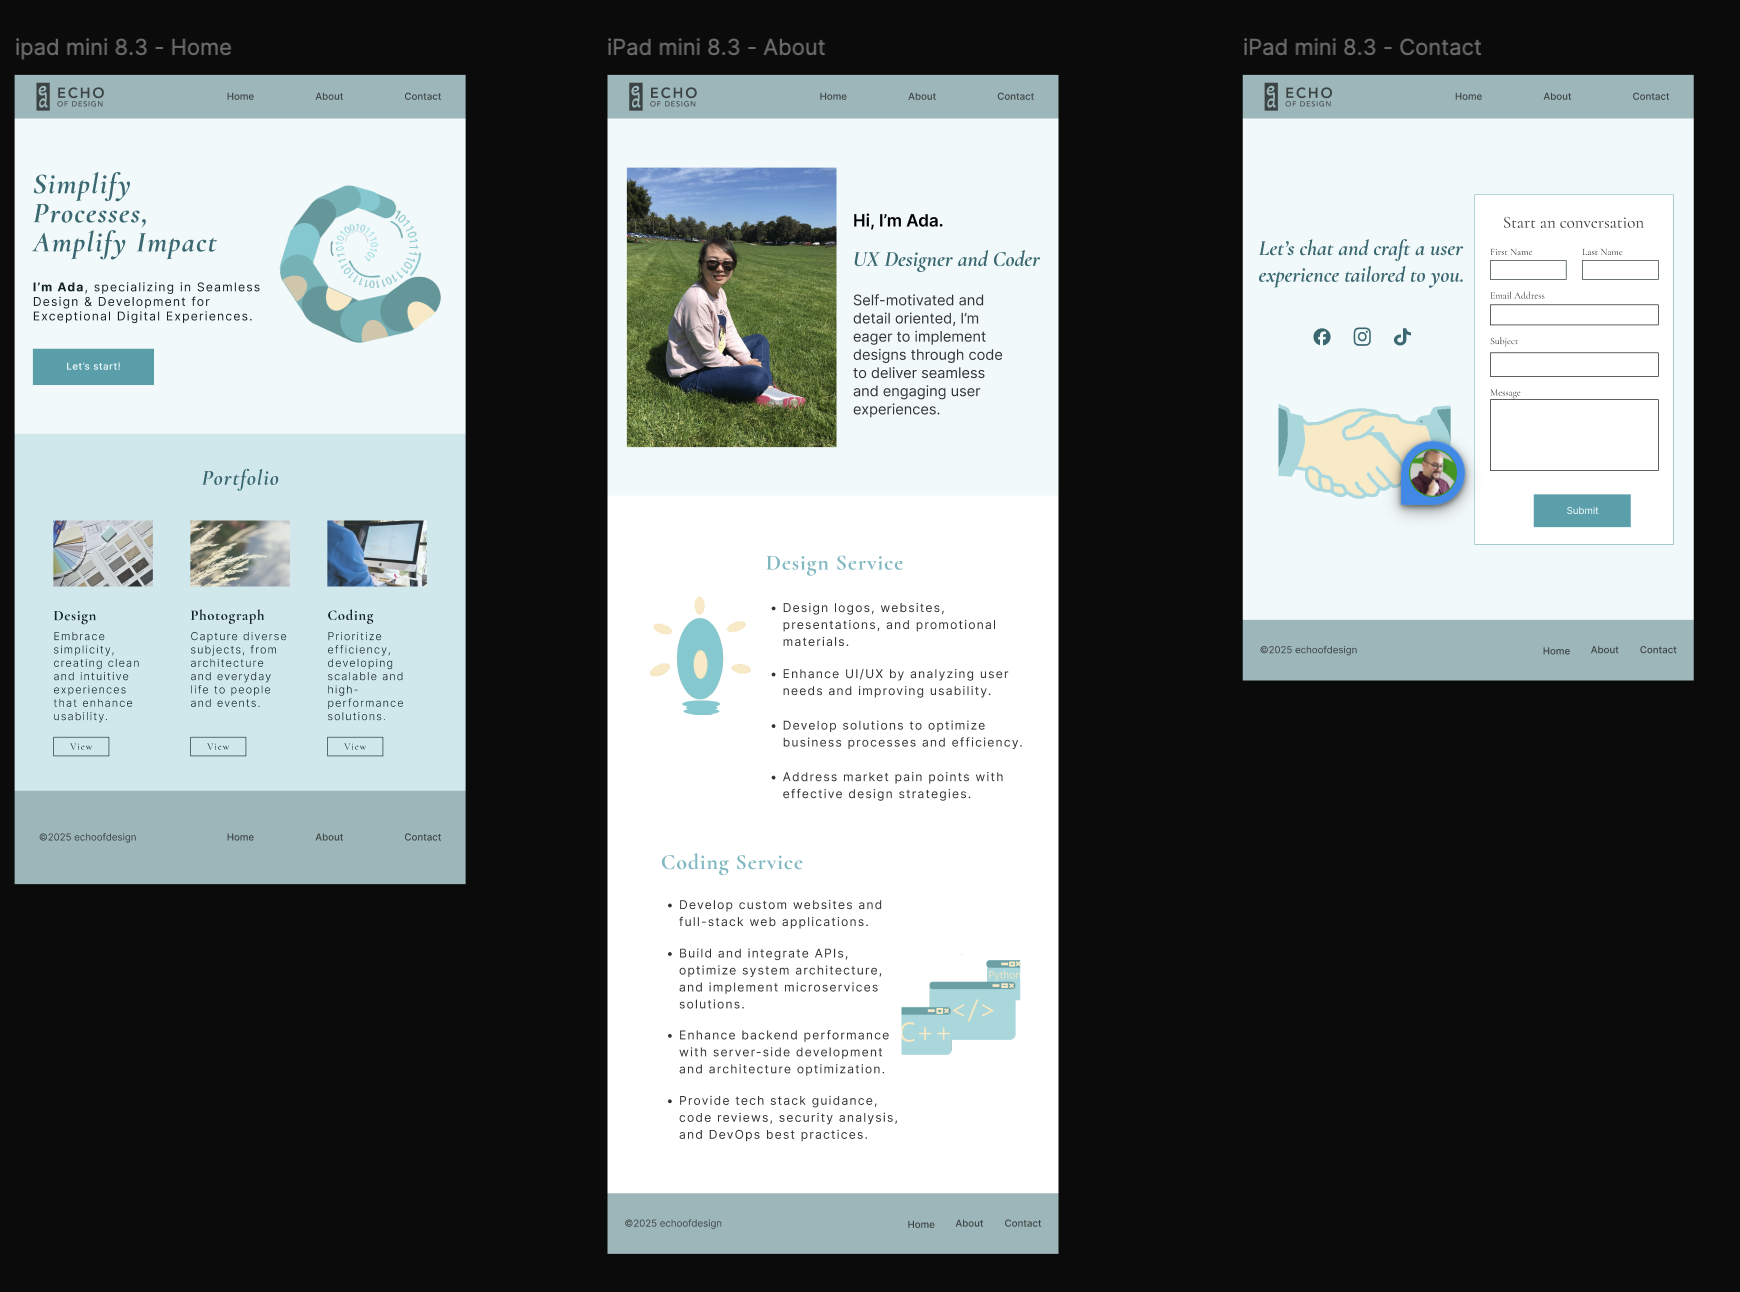 ipad mini 8.3 - Home
ECHO
OF DESIGN
Home
About
Contact
Simplify
Processes,
Amplify Impact
I'm Ada, specializing in Seamless
Design & Development for
Exceptional Digital Experiences.
Let's start!
Portfolio
Design
Embrace
simplicity,
creating clean
and intuitive
experiences
that enhance
usability.
View
Photograph
Capture diverse
subjects, from
architecture
and everyday
life to people
and events.
View
Coding
Prioritize
efficiency,
developing
scalable and
high-
performance
solutions.
View
©2025 echoofdesign
Home
About
Contact
iPad mini 8.3 - About
ECHO
OF DESIGN
Home
About
Contact
Hi, I'm Ada.
UX Designer and Coder
Self-motivated and
detail oriented, I'm
eager to implement
designs through code
to deliver seamless
and engaging user
experiences.
Design Service
• Design logos, websites,
presentations, and promotional
materials.
• Enhance UI/UX by analyzing user
needs and improving usability.
• Develop solutions to optimize
business processes and efficiency.
• Address market pain points with
effective design strategies.
Coding Service
• Develop custom websites and
full-stack web applications.
• Build and integrate APIs,
optimize system architecture,
and implement microservices
solutions.
• Enhance backend performance
with server-side development
and architecture optimization.
• Provide tech stack guidance,
code reviews, security analysis,
and DevOps best practices.
Python
</>
C++
©2025 echoofdesign
Home
About
Contact
iPad mini 8.3 - Contact
ECHO
OF DESIGN
Home
About
Contact
Let's chat and craft a user
experience tailored to you.
Start an conversation
First Name
Last Name
Email Address
Subject
Message
Submit
©2025 echoofdesign
Home
About
Contact